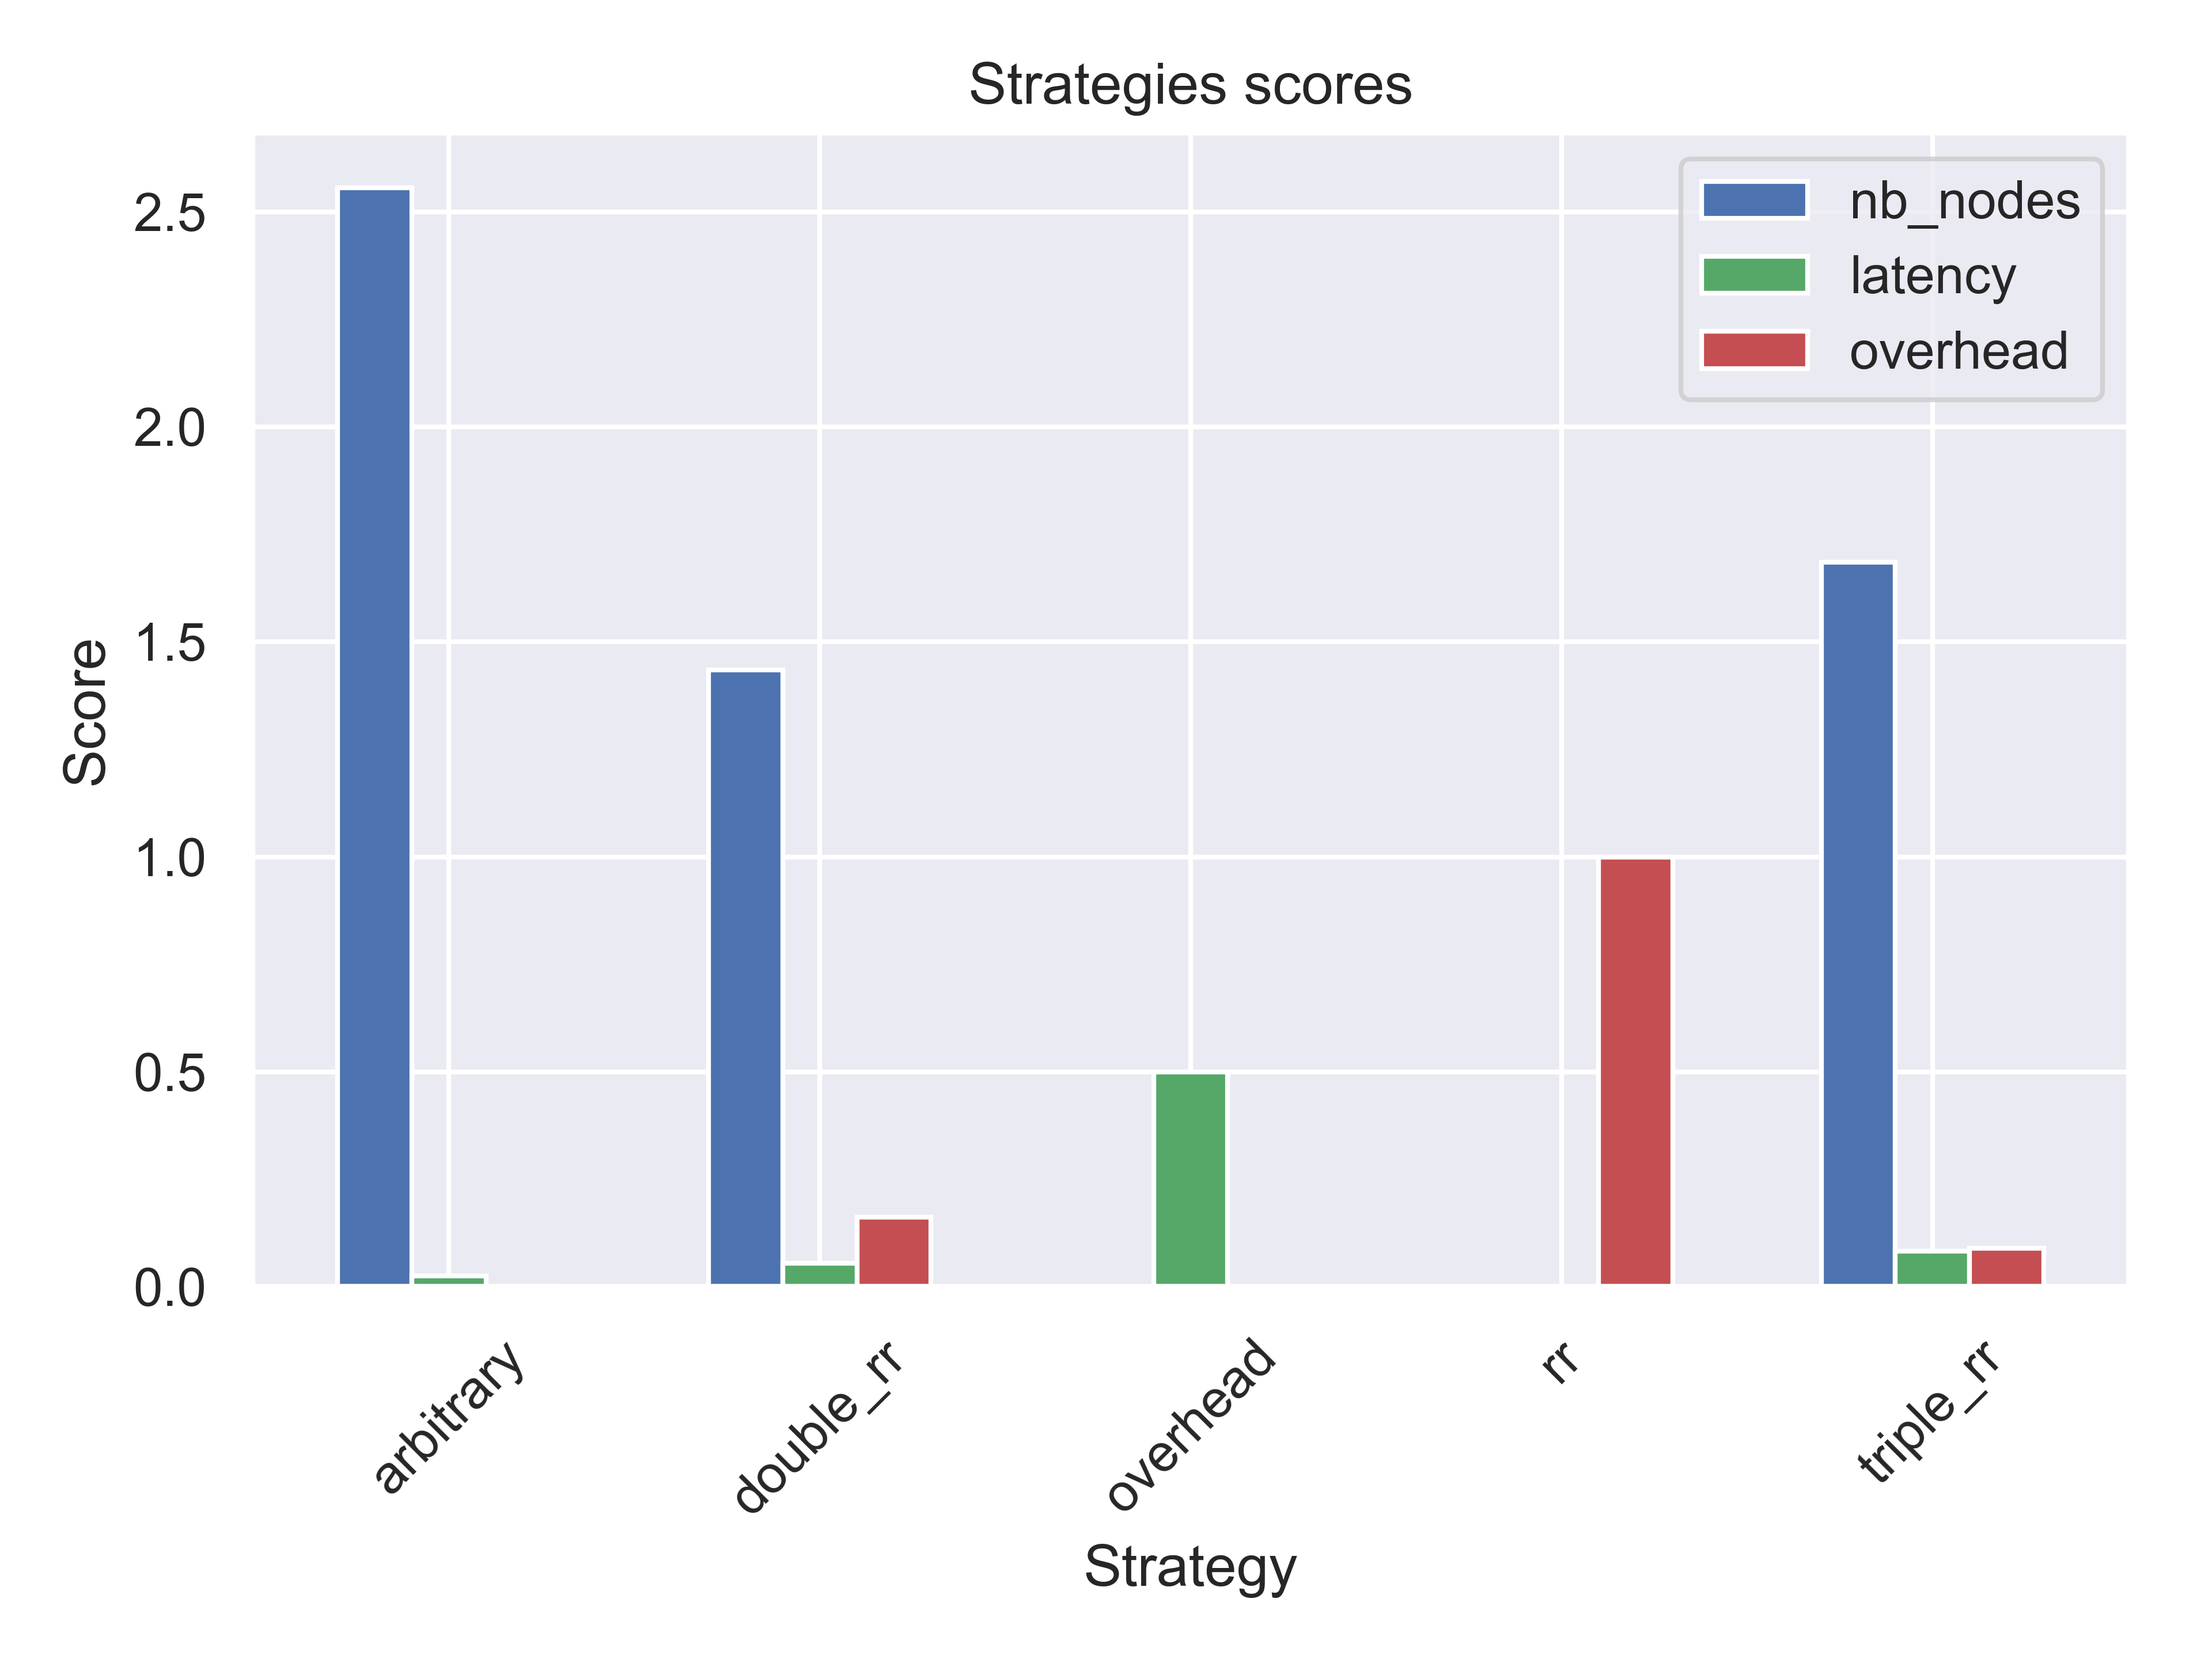 Strategies scores
nb_nodes
latency
overhead
Score
2.5
2.0
1.5
1.0
0.5
0.0
arbitrary
double_rr
overhead
rr
triple_rr
Strategy